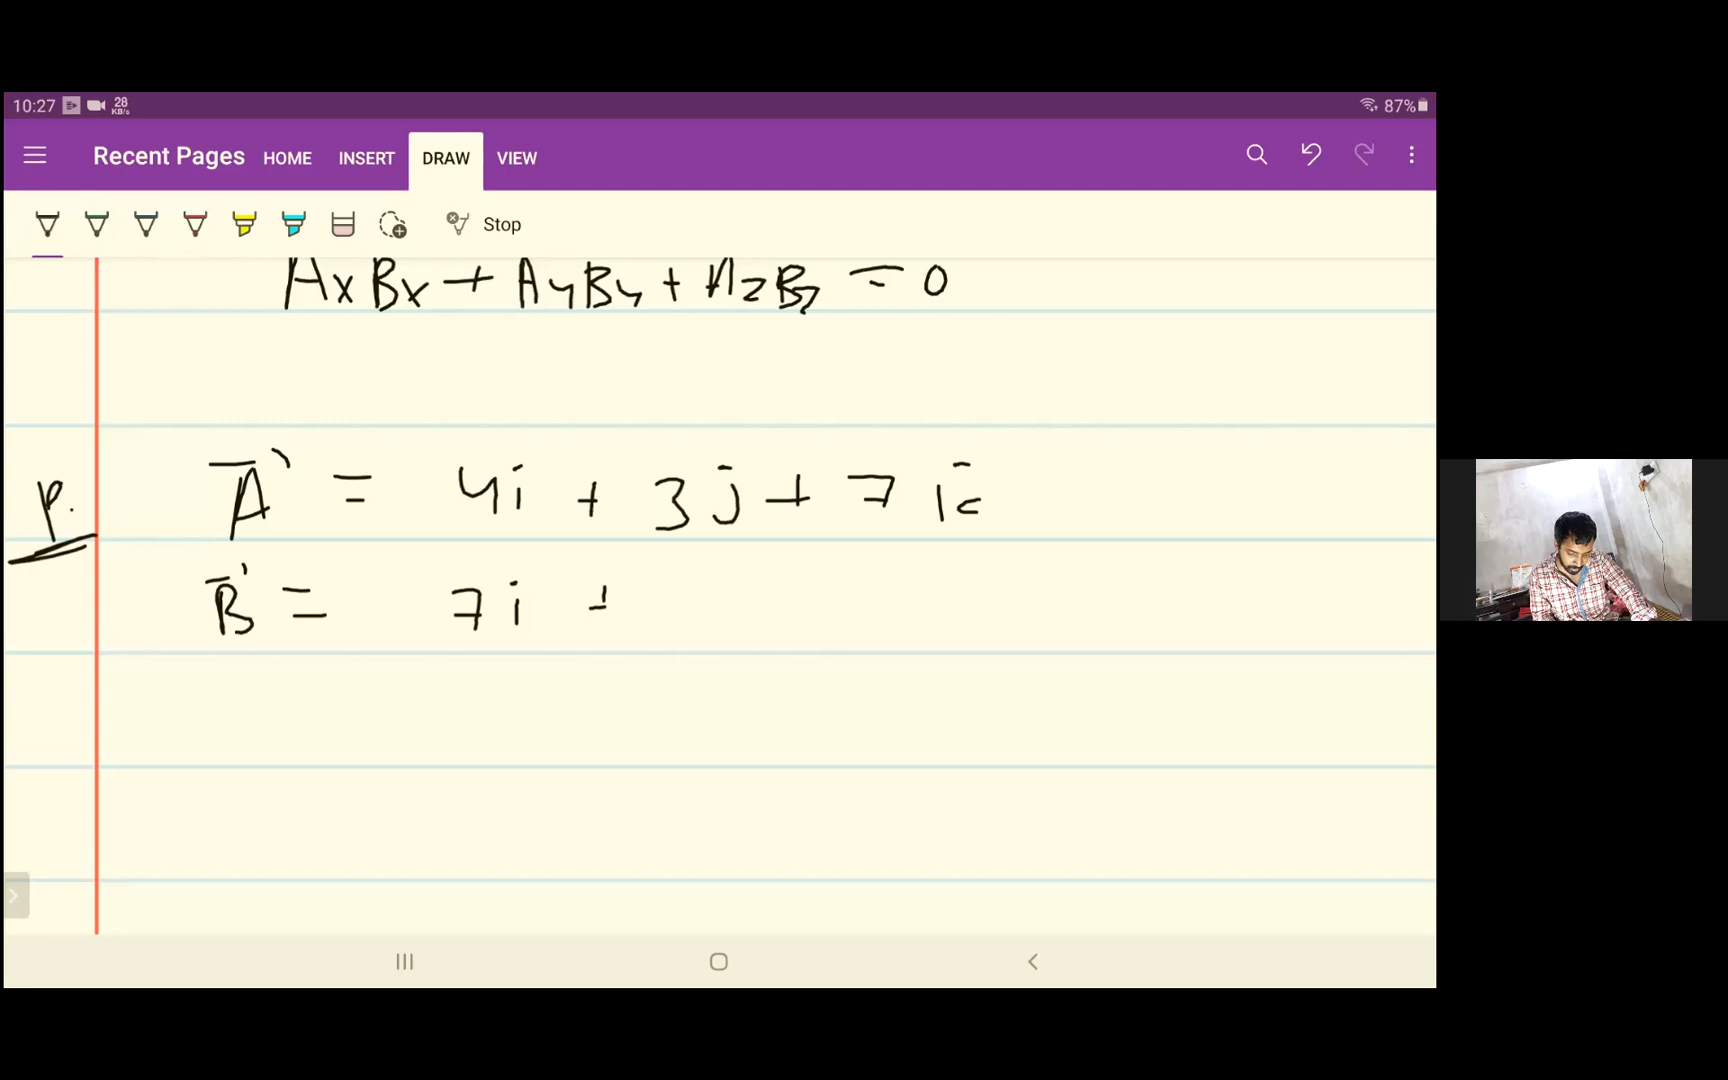 10:27 28 KB/s 87%
Recent Pages HOME INSERT DRAW VIEW
Stop
AxBx + AyBy + AzBz = 0
P. A = 4i + 3j + 7k
B = 7i +